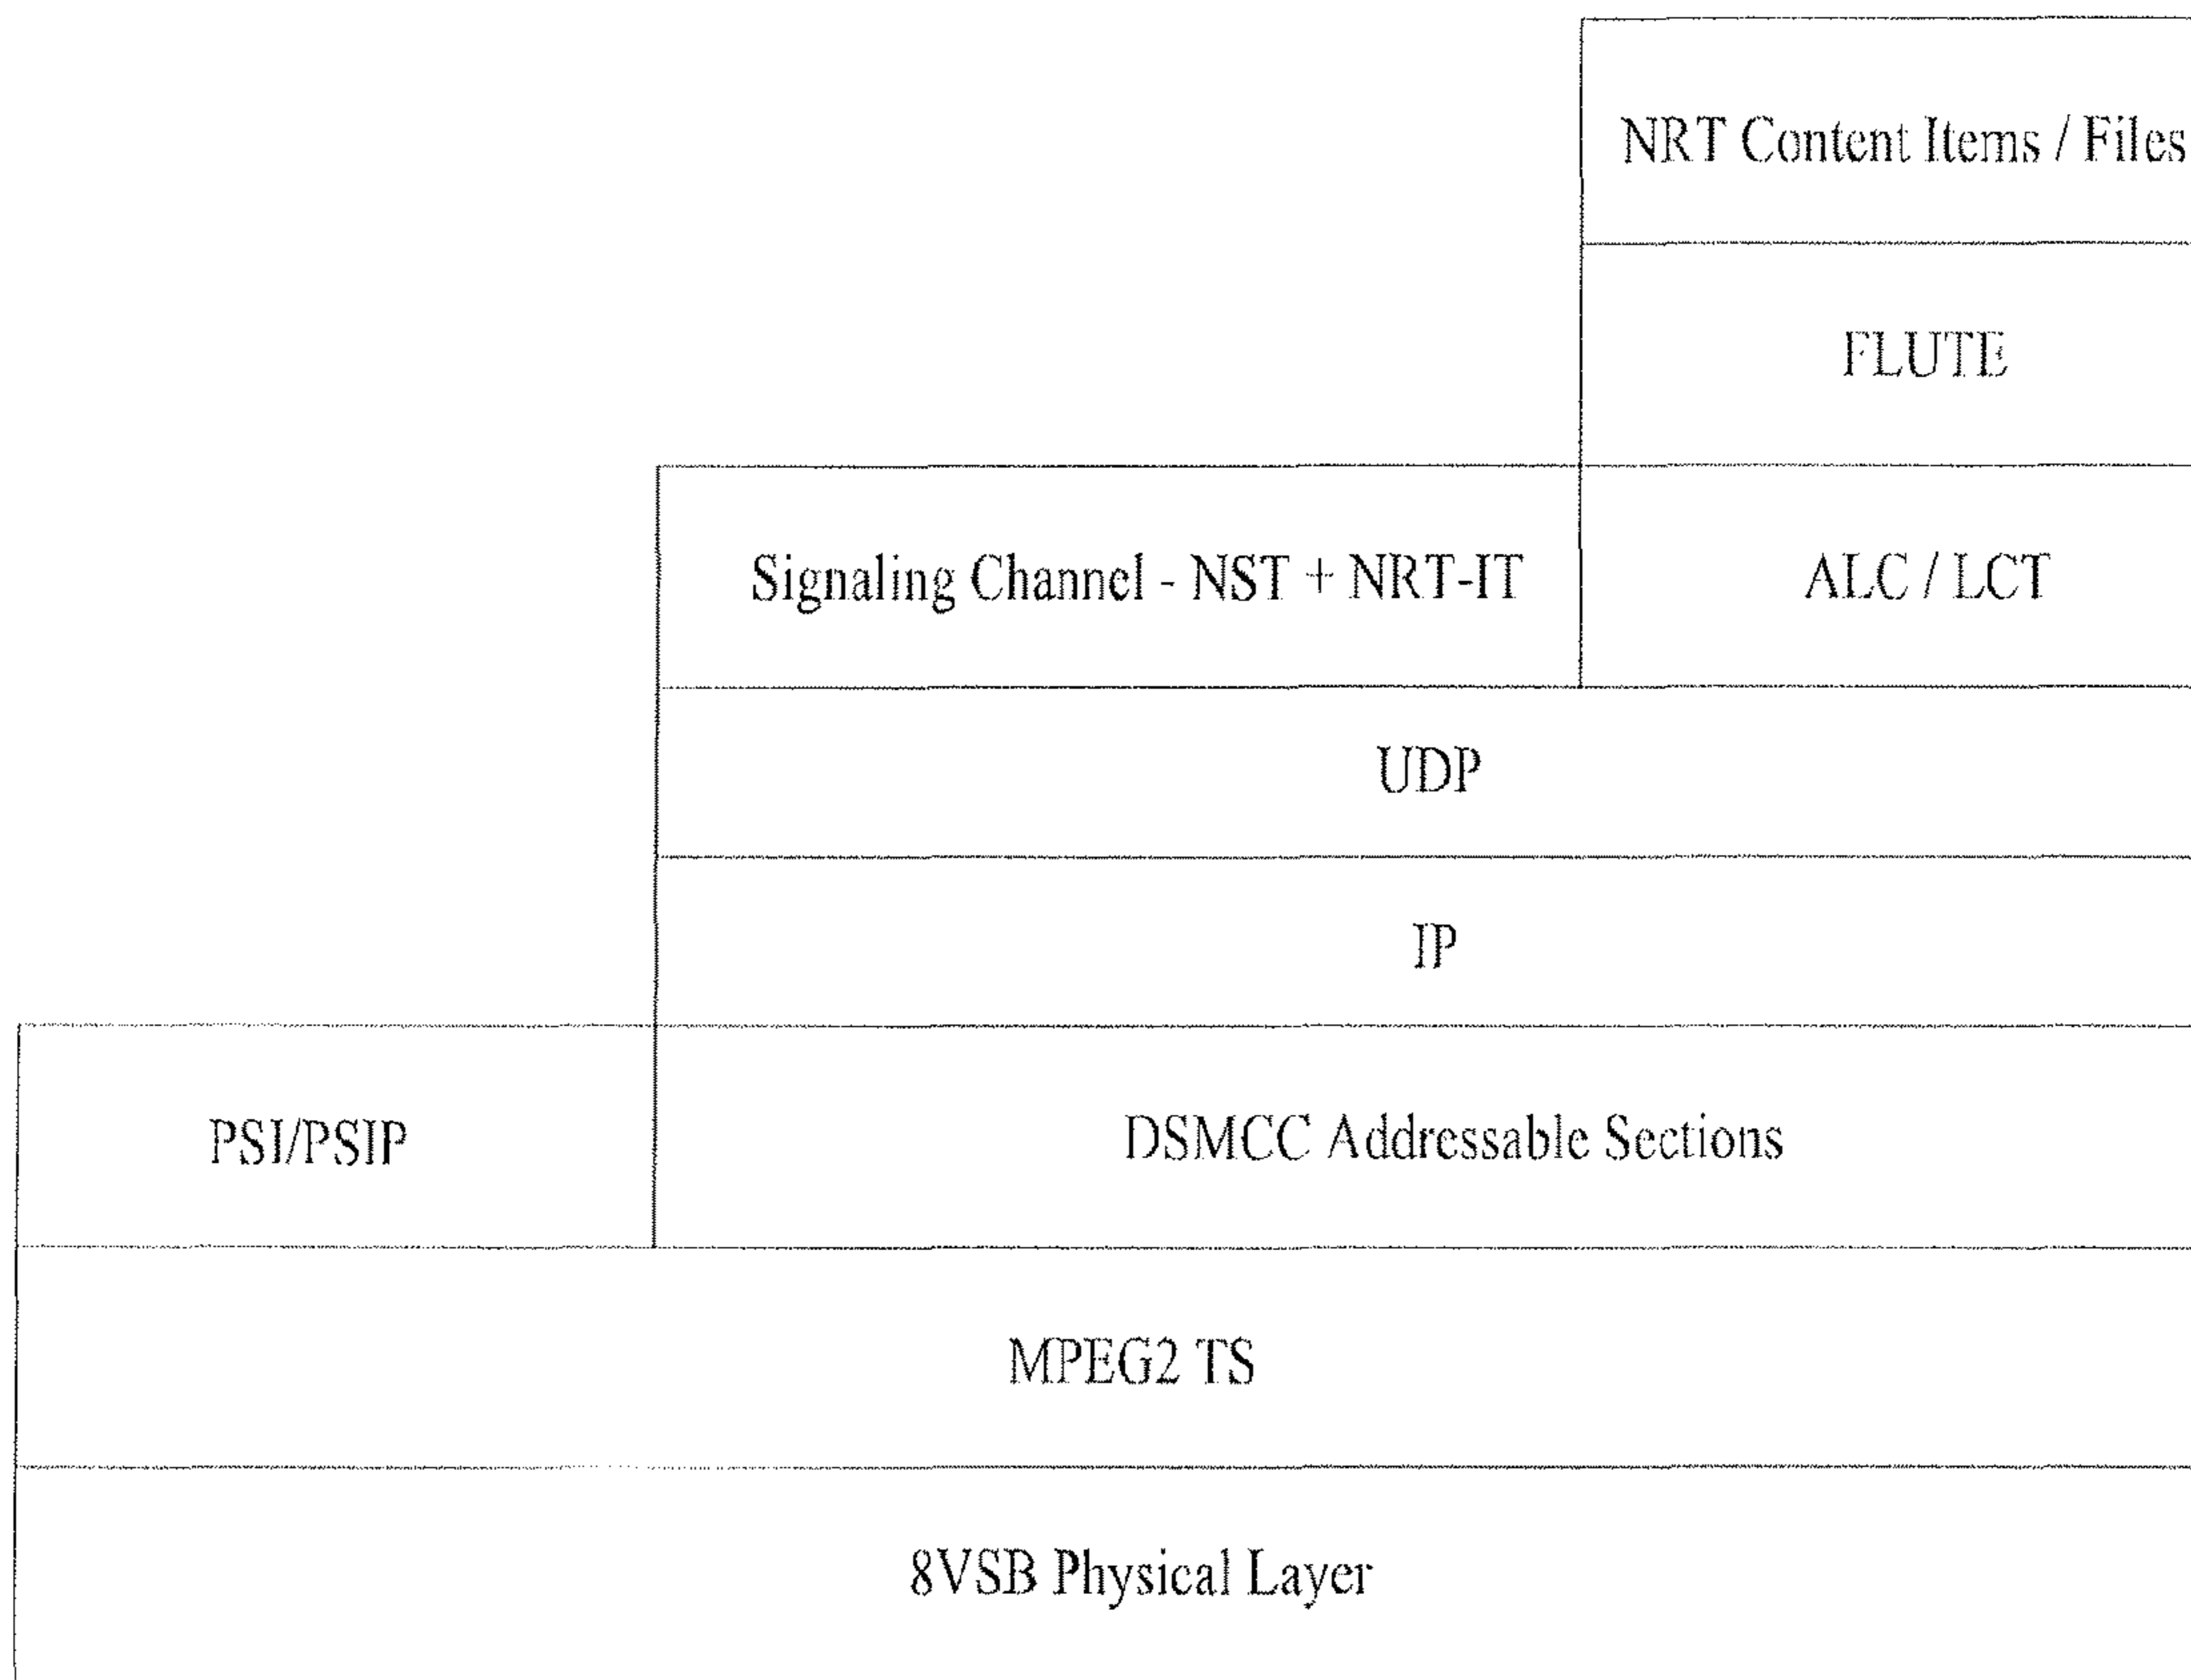 NRT Content Items / Files
FLUTE
Signaling Channel - NST + NRT-IT
ALC / LCT
UDP
IP
PSI/PSIP
DSMCC Addressable Sections
MPEG2 TS
8VSB Physical Layer